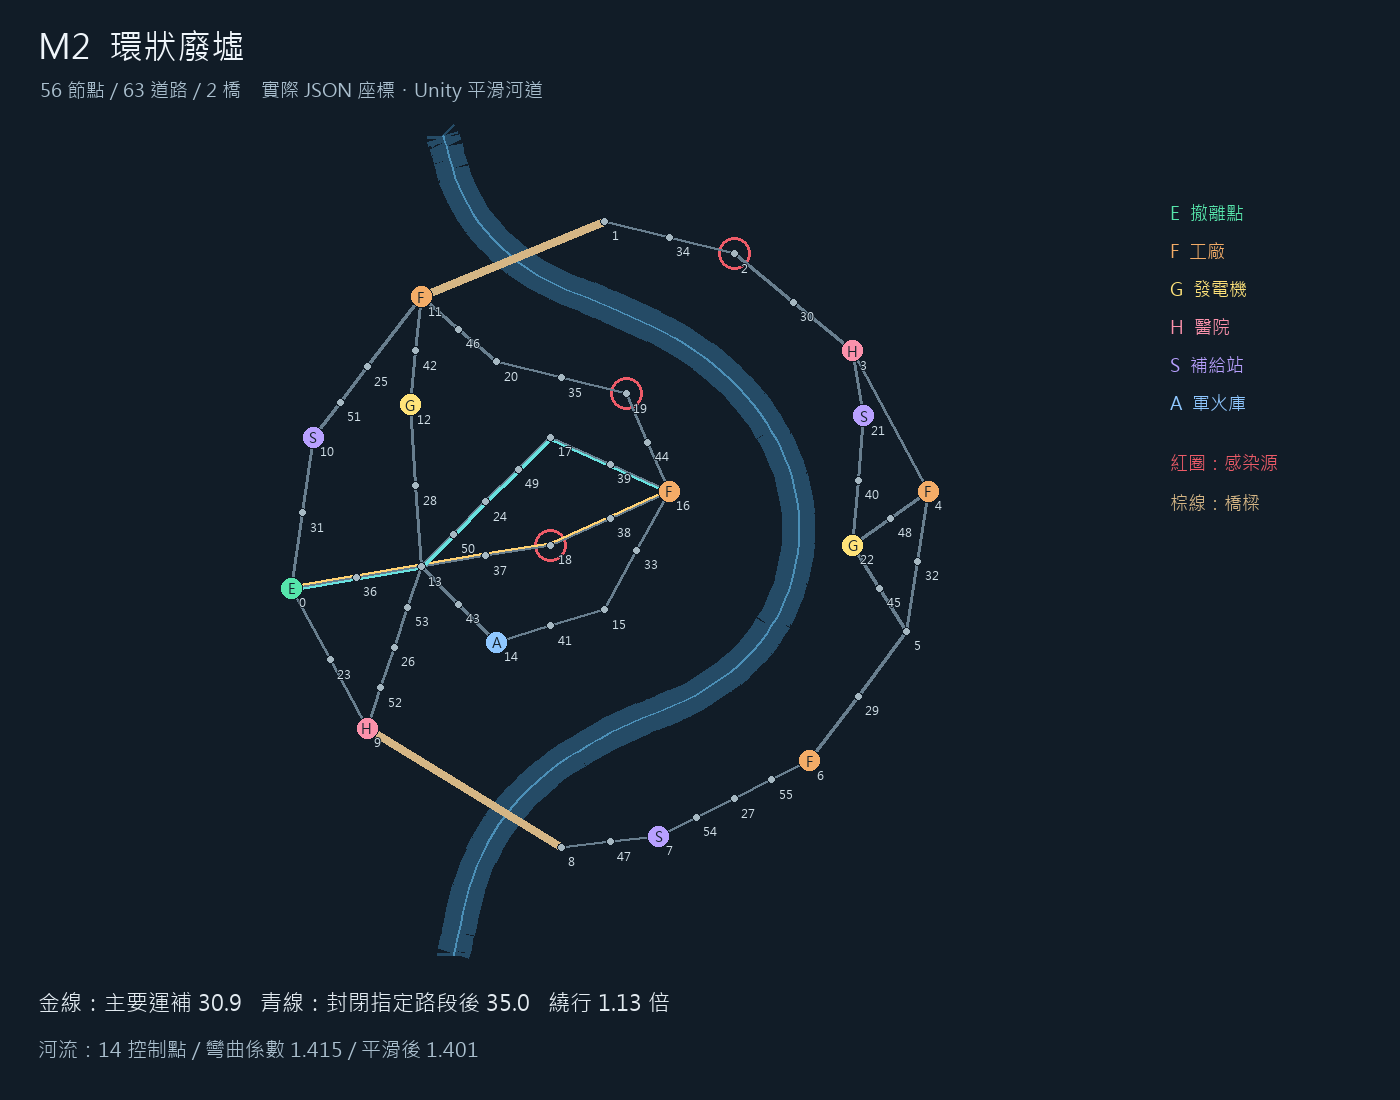 M2 環狀廢墟
56 節點 / 63 道路 / 2 橋 實際 JSON 座標 · Unity 平滑河道
1
34
2
E 撤離點
F 工廠
G 發電機
H 醫院
S 補給站
A 軍火庫
紅圈：感染源
棕線：橋樑
30
F
11
H
3
46
42
20
35
25
19
G
12
51
S
10
S
21
17
44
39
49
F
16
40
F
4
28
24
38
48
31
50
37
18
G
22
33
32
13
36
E
0
43
45
53
15
A
14
41
5
26
23
52
H
9
29
F
6
55
27
54
S
7
47
8
金線：主要運補 30.9 青線：封閉指定路段後 35.0 繞行 1.13 倍
河流：14 控制點 / 彎曲係數 1.415 / 平滑後 1.401